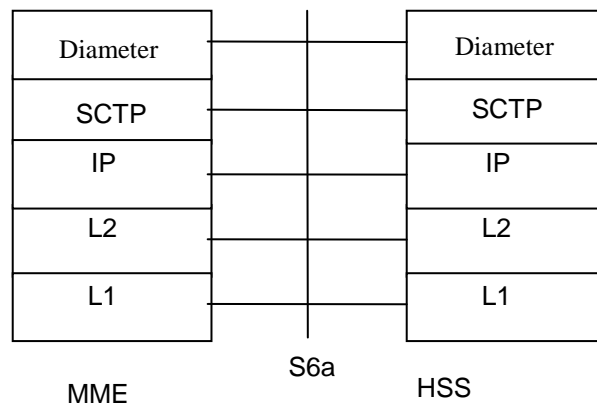 Diameter
Diameter
SCTP
SCTP
IP
IP
L2
L2
L1
L1
S6a
MME
HSS